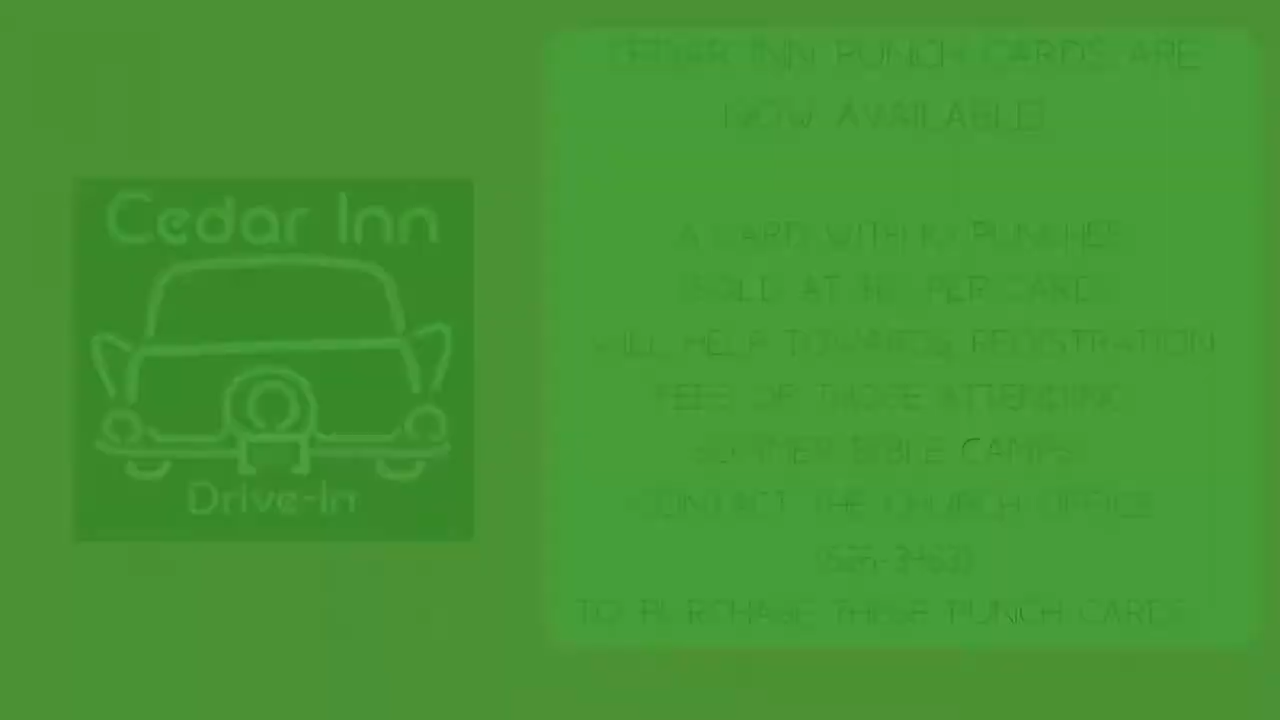 Cedar Inn
Drive-In
CEDAR INN PUNCH CARDS ARE
NOW AVAILABLE
A CARD WITH PUNCHES
SOLD AT PER CARD
WILL HELP TOWARDS REGISTRATION
FEES OF THOSE ATTENDING
SUMMER BIBLE CAMPS
CONTACT THE CHURCH OFFICE
TO PURCHASE THESE PUNCH CARDS